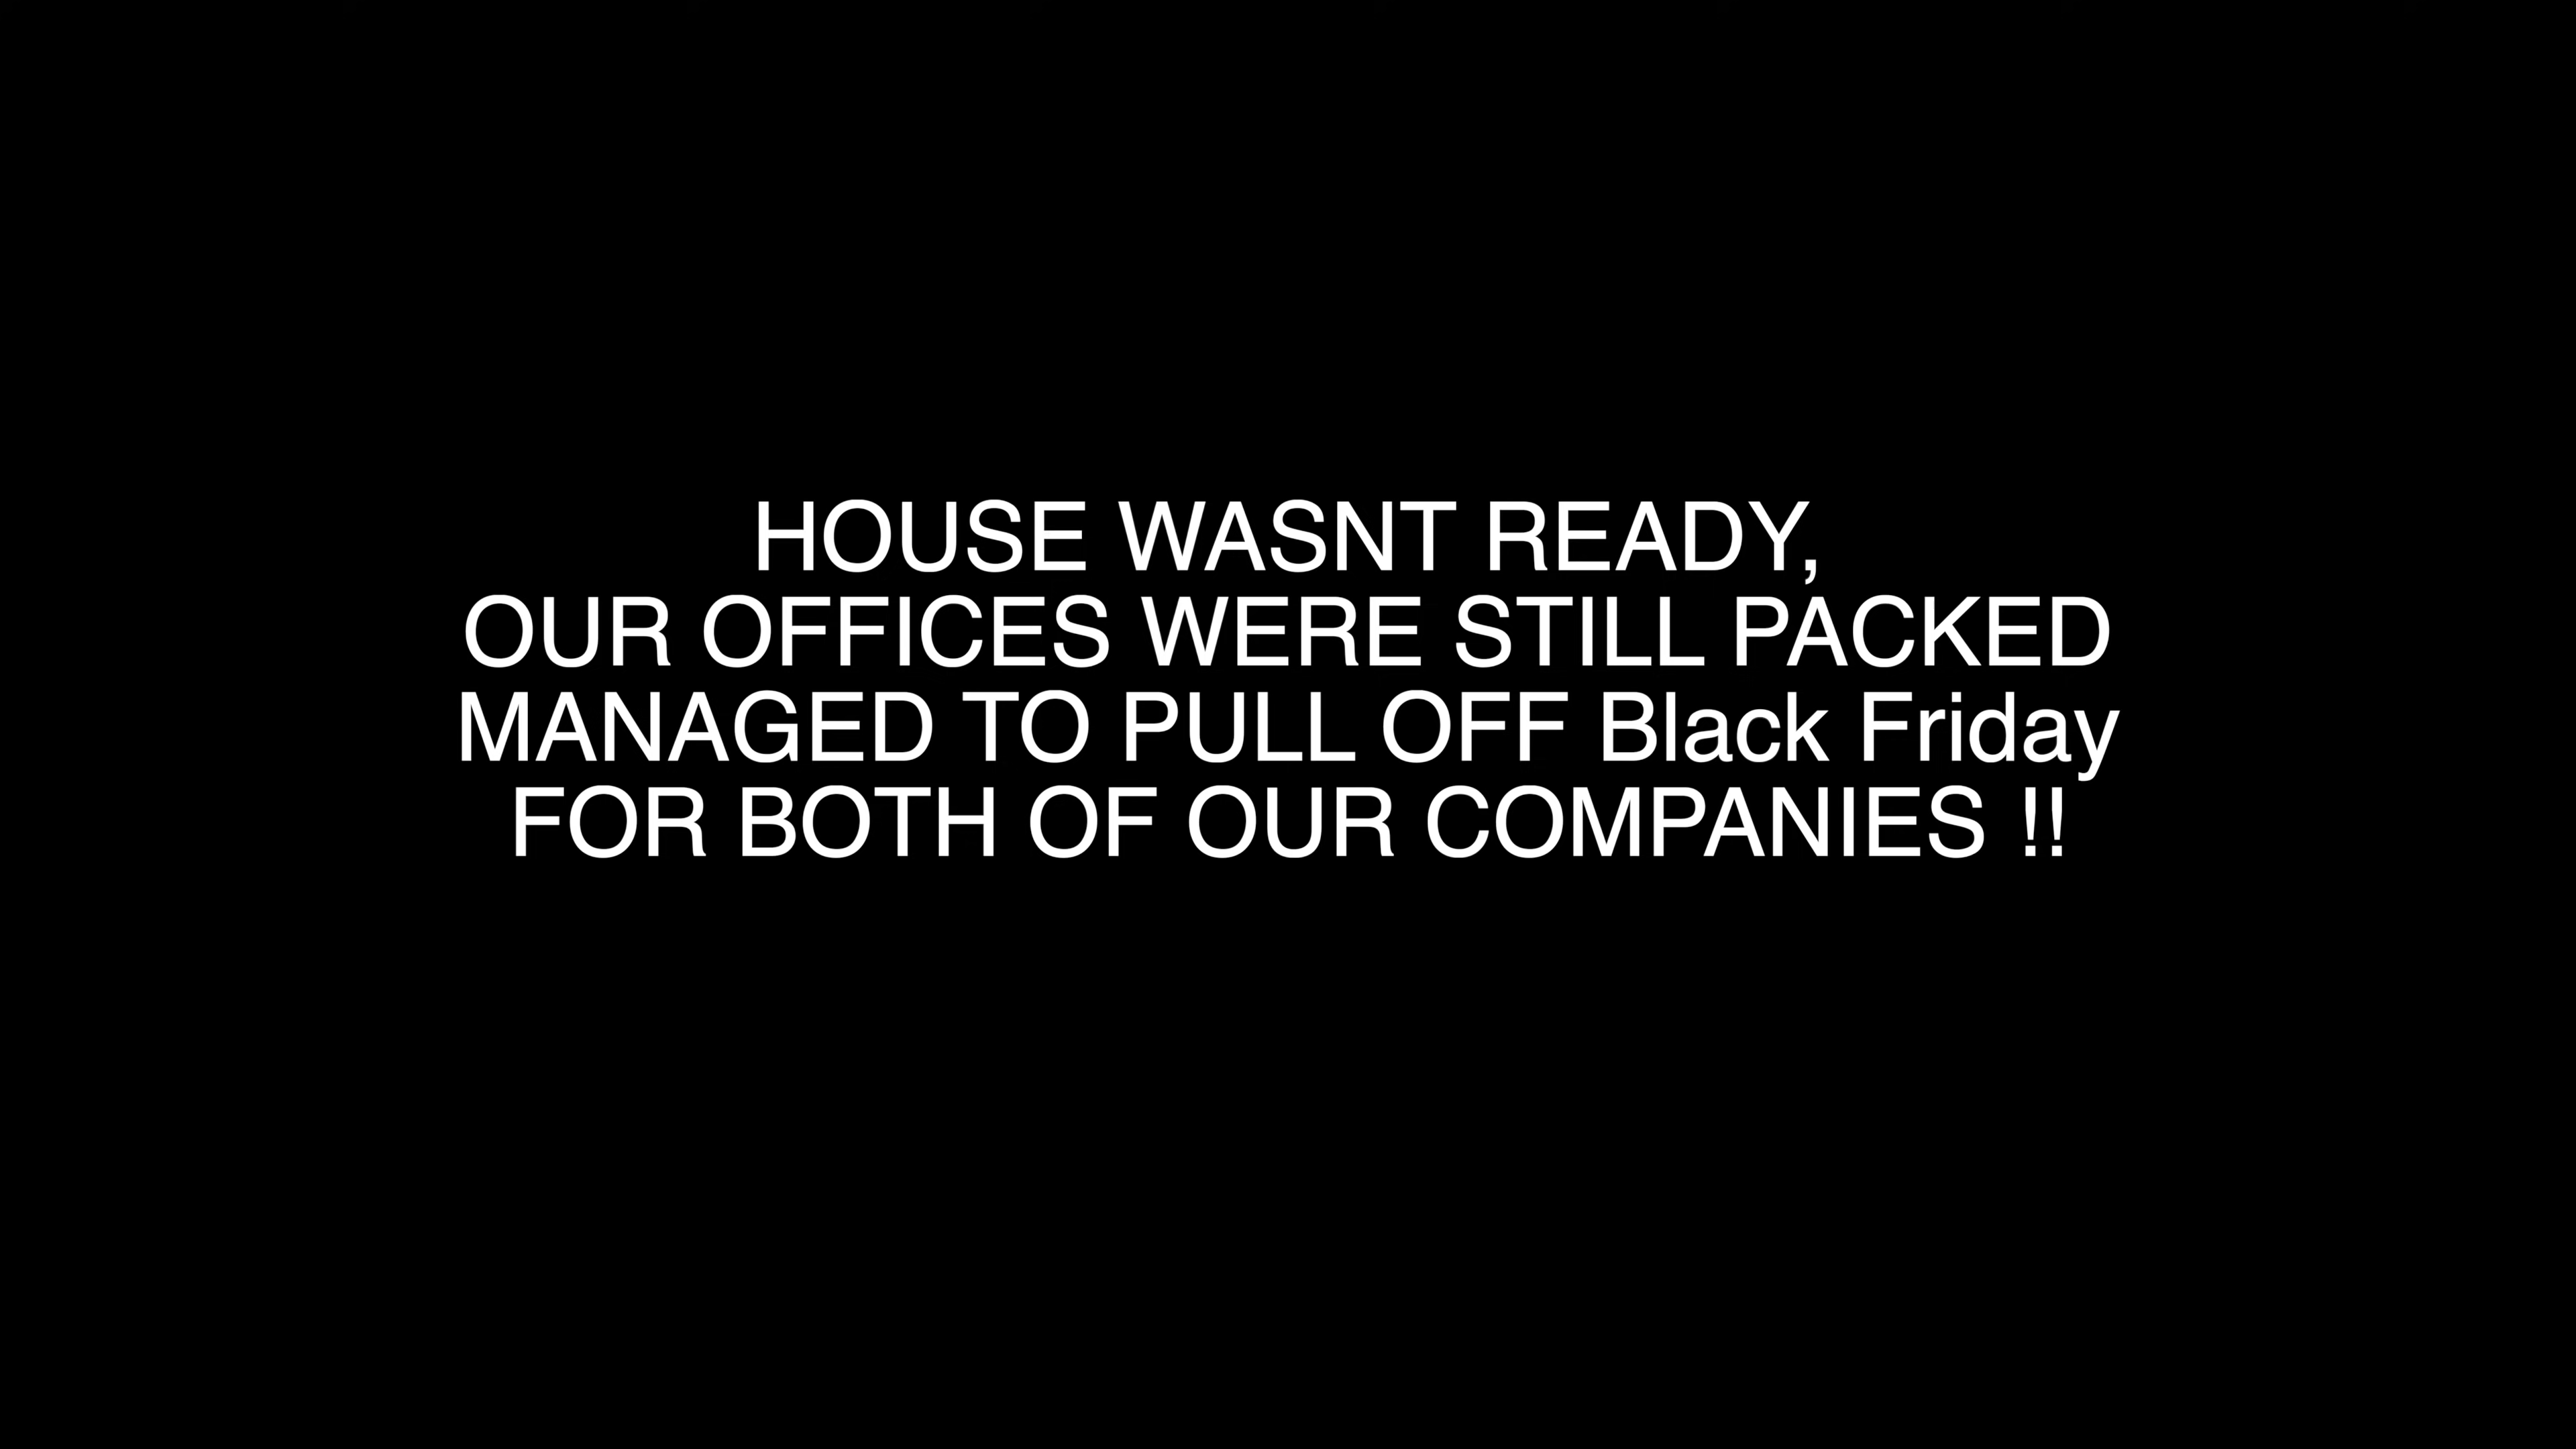 HOUSE WASNT READY,
OUR OFFICES WERE STILL PACKED
MANAGED TO PULL OFF Black Friday
FOR BOTH OF OUR COMPANIES !!